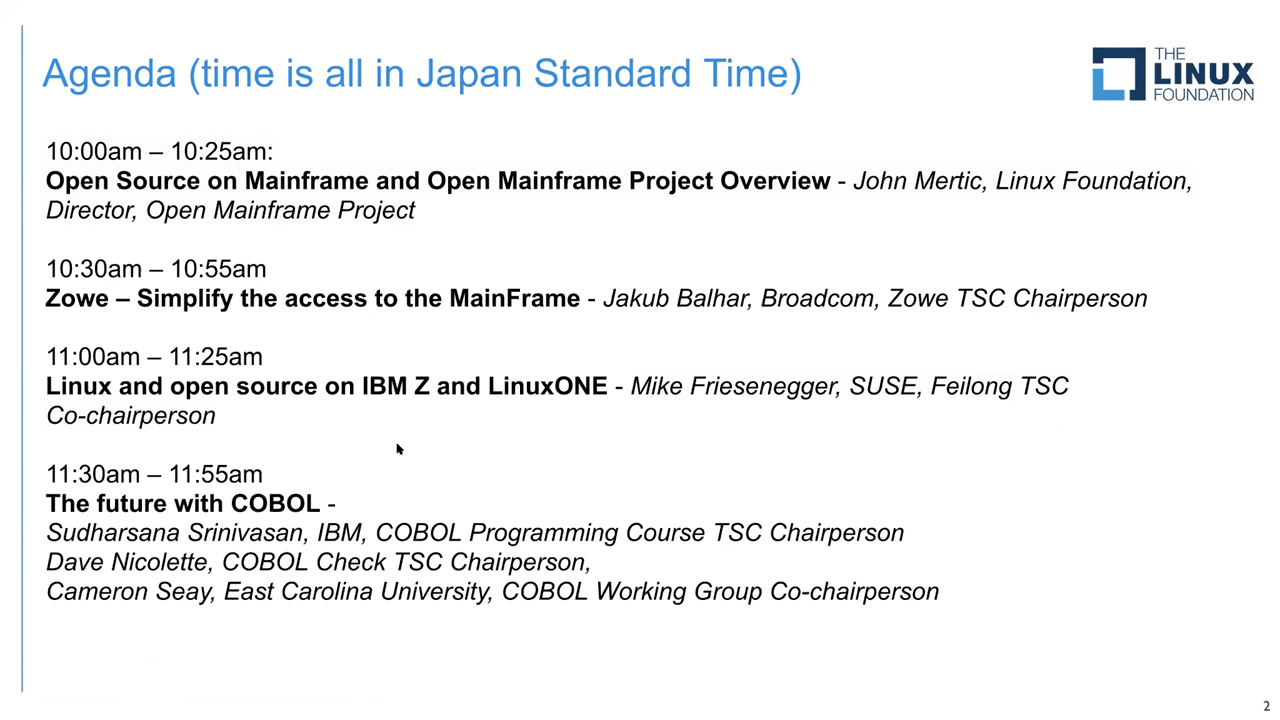 Agenda (time is all in Japan Standard Time)
THE
LINUX
FOUNDATION
10:00am – 10:25am:
Open Source on Mainframe and Open Mainframe Project Overview - John Mertic, Linux Foundation,
Director, Open Mainframe Project
10:30am – 10:55am
Zowe – Simplify the access to the MainFrame - Jakub Balhar, Broadcom, Zowe TSC Chairperson
11:00am – 11:25am
Linux and open source on IBM Z and LinuxONE - Mike Friesenegger, SUSE, Feilong TSC
Co-chairperson
11:30am – 11:55am
The future with COBOL -
Sudharsana Srinivasan, IBM, COBOL Programming Course TSC Chairperson
Dave Nicolette, COBOL Check TSC Chairperson,
Cameron Seay, East Carolina University, COBOL Working Group Co-chairperson
2